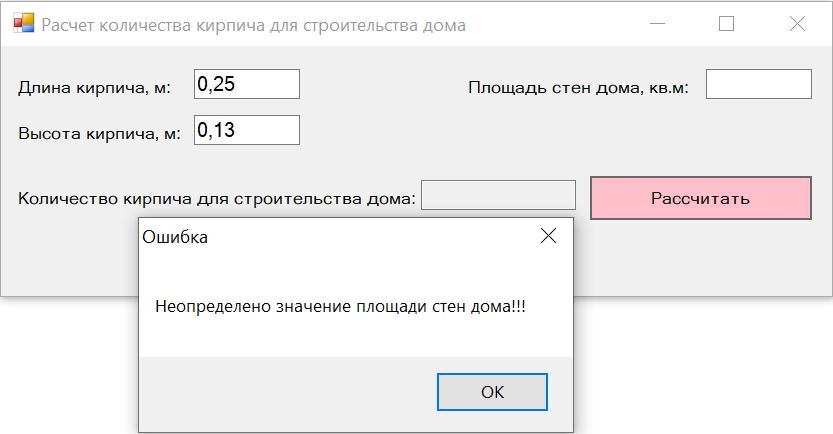 Расчет количества кирпича для строительства дома
Длина кирпича, м: 0,25 Площадь стен дома, кв.м:
Высота кирпича, м: 0,13
Количество кирпича для строительства дома: Рассчитать
Ошибка
Неопределено значение площади стен дома!!!
ОК